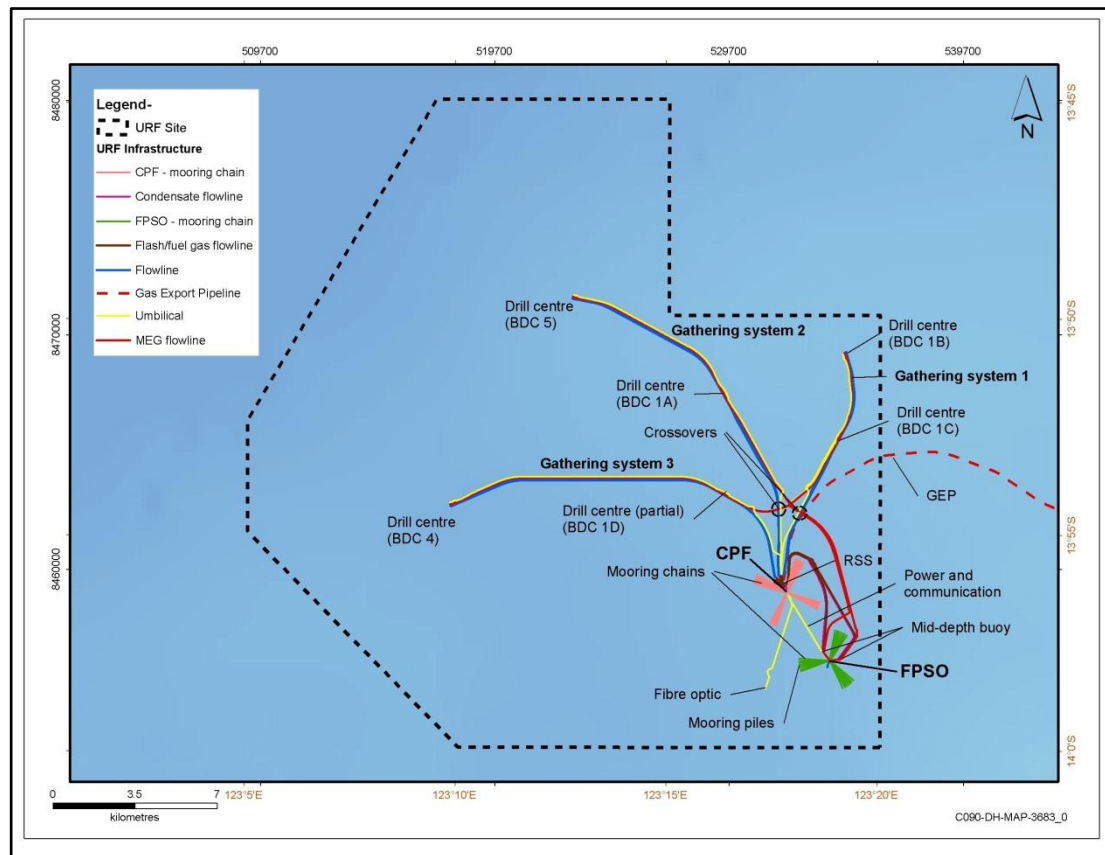 509700
519700
529700
539700
8480000
8470000
8460000
13°45'S
13°50'S
13°55'S
14°0'S
Legend-
URF Site
URF Infrastructure
CPF - mooring chain
Condensate flowline
FPSO - mooring chain
Flash/fuel gas flowline
Flowline
Gas Export Pipeline
Umbilical
MEG flowline
N
Drill centre
(BDC 5)
Gathering system 2
Drill centre
(BDC 1B)
Gathering system 1
Drill centre
(BDC 1A)
Drill centre
(BDC 1C)
Crossovers
Gathering system 3
GEP
Drill centre
(BDC 4)
Drill centre (partial)
(BDC 1D)
CPF
RSS
Mooring chains
Power and
communication
Mid-depth buoy
FPSO
Fibre optic
Mooring piles
0 3.5 7
kilometres
123°5'E
123°10'E
123°15'E
123°20'E
C090-DH-MAP-3683_0